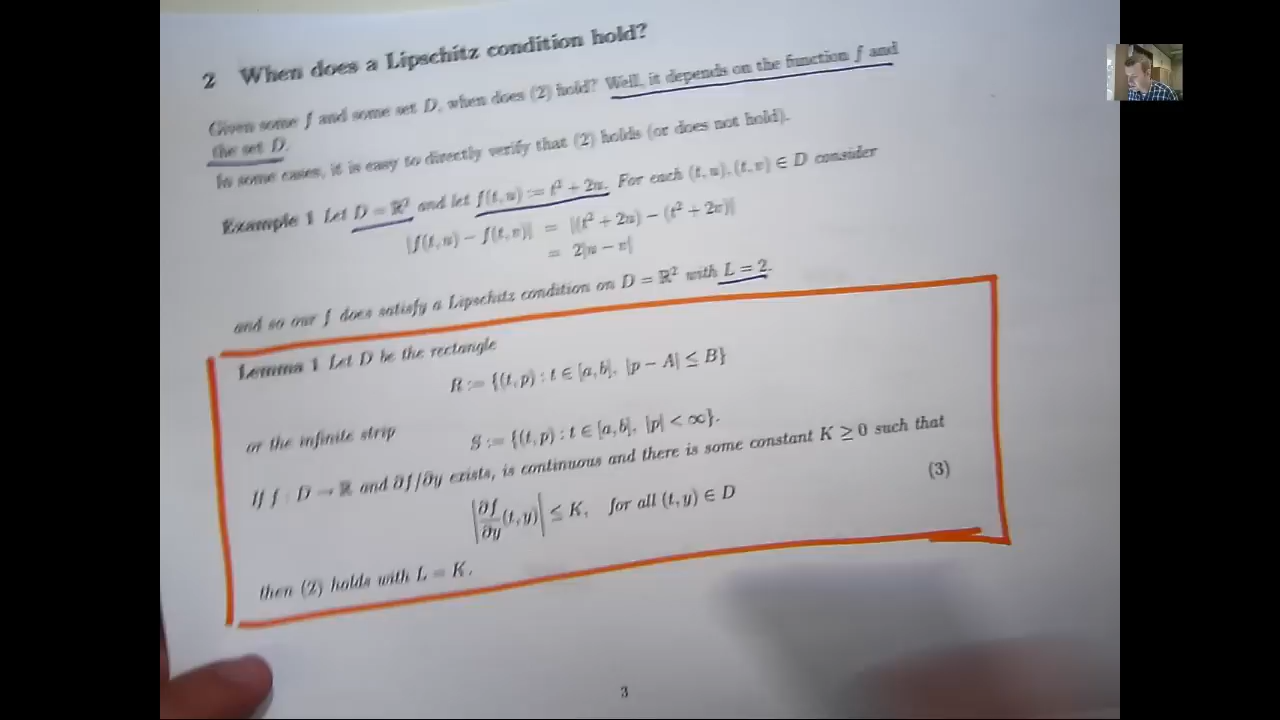 2 When does a Lipschitz condition hold?
Given some f and some set D, when does (2) hold? Well, it depends on the function f and
the set D.
In some cases, it is easy to directly verify that (2) holds (or does not hold).
Example 1 Let D = ℝ² and let f(t, u) := t² + 2u. For each (t, u), (t, v) ∈ D consider
|f(t, u) − f(t, v)| = |(t² + 2u) − (t² + 2v)|
= 2|u − v|
and so our f does satisfy a Lipschitz condition on D = ℝ² with L = 2.
Lemma 1 Let D be the rectangle
R := {(t, p) : t ∈ [a, b], |p − A| ≤ B}
or the infinite strip
S := {(t, p) : t ∈ [a, b], |p| < ∞}.
If f : D → ℝ and ∂f/∂y exists, is continuous and there is some constant K ≥ 0 such that
|∂f/∂y (t, y)| ≤ K, for all (t, y) ∈ D (3)
then (2) holds with L = K.
3